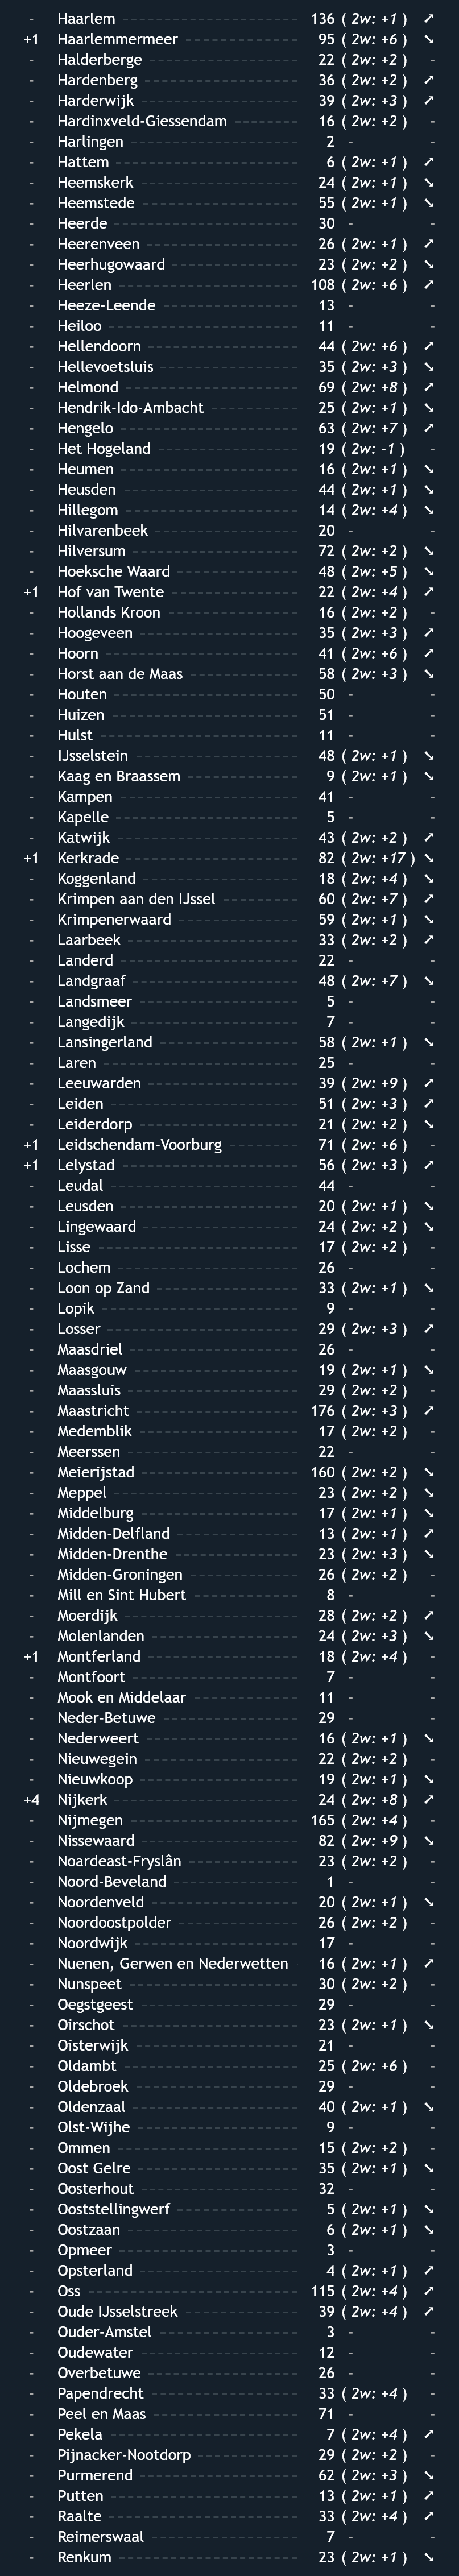 - Haarlem 136 ( 2w: +1 ) ➚
+1 Haarlemmermeer 95 ( 2w: +6 ) ➘
- Halderberge 22 ( 2w: +2 ) -
- Hardenberg 36 ( 2w: +2 ) ➚
- Harderwijk 39 ( 2w: +3 ) ➚
- Hardinxveld-Giessendam 16 ( 2w: +2 ) -
- Harlingen 2 - -
- Hattem 6 ( 2w: +1 ) ➚
- Heemskerk 24 ( 2w: +1 ) ➘
- Heemstede 55 ( 2w: +1 ) ➘
- Heerde 30 - -
- Heerenveen 26 ( 2w: +1 ) ➚
- Heerhugowaard 23 ( 2w: +2 ) ➘
- Heerlen 108 ( 2w: +6 ) ➚
- Heeze-Leende 13 - -
- Heiloo 11 - -
- Hellendoorn 44 ( 2w: +6 ) ➚
- Hellevoetsluis 35 ( 2w: +3 ) ➘
- Helmond 69 ( 2w: +8 ) ➚
- Hendrik-Ido-Ambacht 25 ( 2w: +1 ) ➘
- Hengelo 63 ( 2w: +7 ) ➚
- Het Hogeland 19 ( 2w: -1 ) -
- Heumen 16 ( 2w: +1 ) ➘
- Heusden 44 ( 2w: +1 ) ➘
- Hillegom 14 ( 2w: +4 ) ➘
- Hilvarenbeek 20 - -
- Hilversum 72 ( 2w: +2 ) ➘
- Hoeksche Waard 48 ( 2w: +5 ) ➘
+1 Hof van Twente 22 ( 2w: +4 ) ➚
- Hollands Kroon 16 ( 2w: +2 ) -
- Hoogeveen 35 ( 2w: +3 ) ➚
- Hoorn 41 ( 2w: +6 ) ➚
- Horst aan de Maas 58 ( 2w: +3 ) ➘
- Houten 50 - -
- Huizen 51 - -
- Hulst 11 - -
- IJsselstein 48 ( 2w: +1 ) ➘
- Kaag en Braassem 9 ( 2w: +1 ) ➘
- Kampen 41 - -
- Kapelle 5 - -
- Katwijk 43 ( 2w: +2 ) ➚
+1 Kerkrade 82 ( 2w: +17 ) ➘
- Koggenland 18 ( 2w: +4 ) ➘
- Krimpen aan den IJssel 60 ( 2w: +7 ) ➚
- Krimpenerwaard 59 ( 2w: +1 ) ➘
- Laarbeek 33 ( 2w: +2 ) ➚
- Landerd 22 - -
- Landgraaf 48 ( 2w: +7 ) ➘
- Landsmeer 5 - -
- Langedijk 7 - -
- Lansingerland 58 ( 2w: +1 ) ➘
- Laren 25 - -
- Leeuwarden 39 ( 2w: +9 ) ➚
- Leiden 51 ( 2w: +3 ) ➚
- Leiderdorp 21 ( 2w: +2 ) ➘
+1 Leidschendam-Voorburg 71 ( 2w: +6 ) -
+1 Lelystad 56 ( 2w: +3 ) ➚
- Leudal 44 - -
- Leusden 20 ( 2w: +1 ) ➘
- Lingewaard 24 ( 2w: +2 ) ➘
- Lisse 17 ( 2w: +2 ) -
- Lochem 26 - -
- Loon op Zand 33 ( 2w: +1 ) ➘
- Lopik 9 - -
- Losser 29 ( 2w: +3 ) ➚
- Maasdriel 26 - -
- Maasgouw 19 ( 2w: +1 ) ➘
- Maassluis 29 ( 2w: +2 ) -
- Maastricht 176 ( 2w: +3 ) ➚
- Medemblik 17 ( 2w: +2 ) -
- Meerssen 22 - -
- Meierijstad 160 ( 2w: +2 ) ➘
- Meppel 23 ( 2w: +2 ) ➘
- Middelburg 17 ( 2w: +1 ) ➘
- Midden-Delfland 13 ( 2w: +1 ) ➚
- Midden-Drenthe 23 ( 2w: +3 ) ➘
- Midden-Groningen 26 ( 2w: +2 ) -
- Mill en Sint Hubert 8 - -
- Moerdijk 28 ( 2w: +2 ) ➚
- Molenlanden 24 ( 2w: +3 ) ➘
+1 Montferland 18 ( 2w: +4 ) -
- Montfoort 7 - -
- Mook en Middelaar 11 - -
- Neder-Betuwe 29 - -
- Nederweert 16 ( 2w: +1 ) ➘
- Nieuwegein 22 ( 2w: +2 ) -
- Nieuwkoop 19 ( 2w: +1 ) ➘
+4 Nijkerk 24 ( 2w: +8 ) ➚
- Nijmegen 165 ( 2w: +4 ) -
- Nissewaard 82 ( 2w: +9 ) ➘
- Noardeast-Fryslân 23 ( 2w: +2 ) -
- Noord-Beveland 1 - -
- Noordenveld 20 ( 2w: +1 ) ➘
- Noordoostpolder 26 ( 2w: +2 ) -
- Noordwijk 17 - -
- Nuenen, Gerwen en Nederwetten 16 ( 2w: +1 ) ➚
- Nunspeet 30 ( 2w: +2 ) -
- Oegstgeest 29 - -
- Oirschot 23 ( 2w: +1 ) ➘
- Oisterwijk 21 - -
- Oldambt 25 ( 2w: +6 ) -
- Oldebroek 29 - -
- Oldenzaal 40 ( 2w: +1 ) ➘
- Olst-Wijhe 9 - -
- Ommen 15 ( 2w: +2 ) -
- Oost Gelre 35 ( 2w: +1 ) ➘
- Oosterhout 32 - -
- Ooststellingwerf 5 ( 2w: +1 ) ➘
- Oostzaan 6 ( 2w: +1 ) ➘
- Opmeer 3 - -
- Opsterland 4 ( 2w: +1 ) ➚
- Oss 115 ( 2w: +4 ) ➚
- Oude IJsselstreek 39 ( 2w: +4 ) ➚
- Ouder-Amstel 3 - -
- Oudewater 12 - -
- Overbetuwe 26 - -
- Papendrecht 33 ( 2w: +4 ) -
- Peel en Maas 71 - -
- Pekela 7 ( 2w: +4 ) ➚
- Pijnacker-Nootdorp 29 ( 2w: +2 ) -
- Purmerend 62 ( 2w: +3 ) ➘
- Putten 13 ( 2w: +1 ) ➚
- Raalte 33 ( 2w: +4 ) ➚
- Reimerswaal 7 - -
- Renkum 23 ( 2w: +1 ) ➘